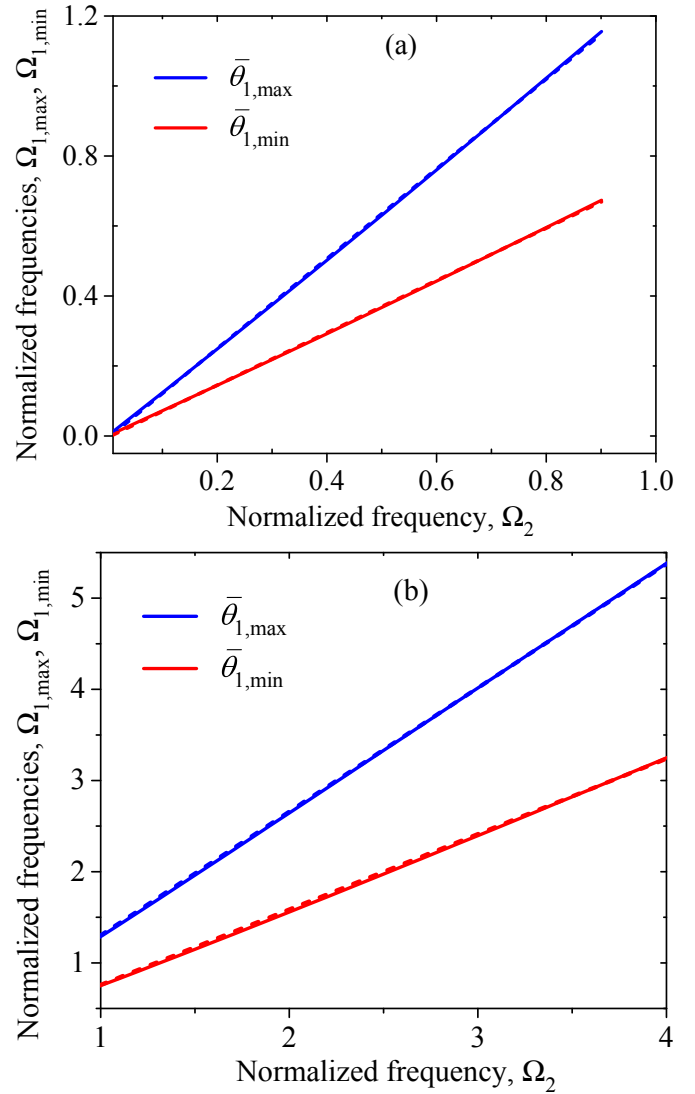 Normalized frequencies, Ω1,max, Ω1,min
1.2
0.8
0.4
0.0
(a)
θ̄1,max
θ̄1,min
0.2 0.4 0.6 0.8 1.0
Normalized frequency, Ω2
Normalized frequencies, Ω1,max, Ω1,min
5
4
3
2
1
(b)
θ̄1,max
θ̄1,min
1 2 3 4
Normalized frequency, Ω2